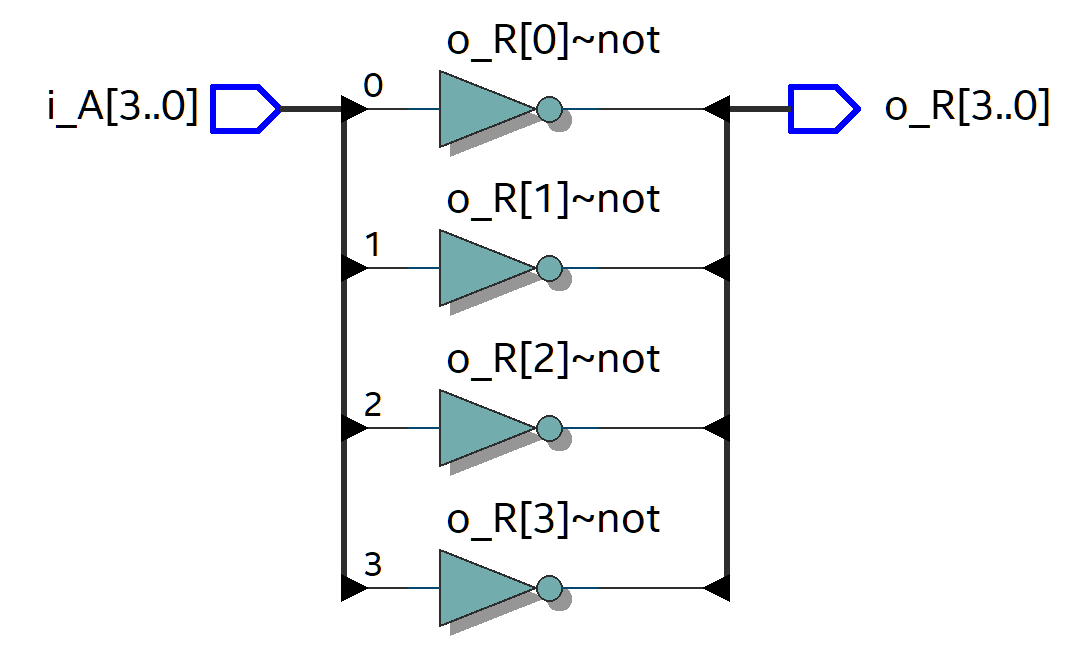 o_R[0]~not
i_A[3..0]
0
o_R[3..0]
o_R[1]~not
1
o_R[2]~not
2
o_R[3]~not
3